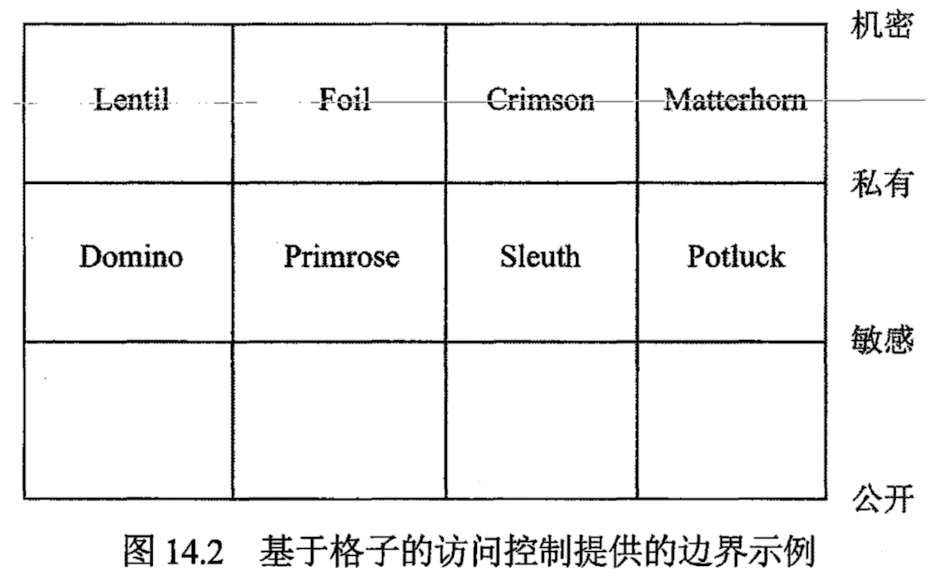 机密
Lentil Foil Crimson Matterhorn
私有
Domino Primrose Sleuth Potluck
敏感
公开
图 14.2 基于格子的访问控制提供的边界示例